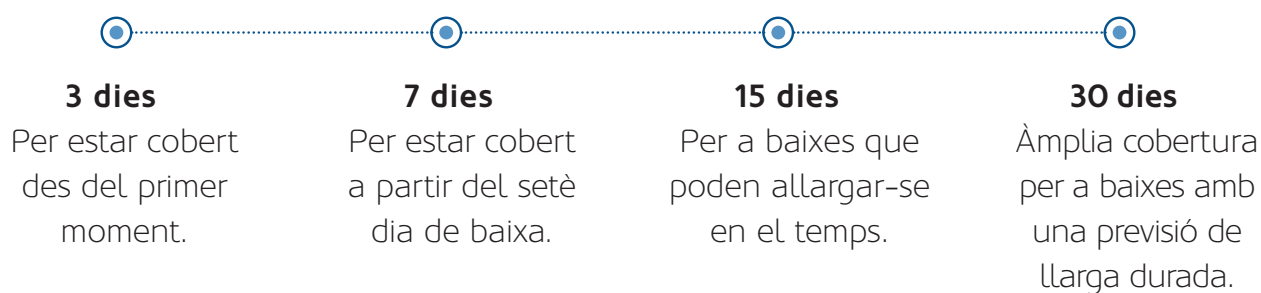 3 dies
Per estar cobert
des del primer
moment.
7 dies
Per estar cobert
a partir del setè
dia de baixa.
15 dies
Per a baixes que
poden allargar-se
en el temps.
30 dies
Àmplia cobertura
per a baixes amb
una previsió de
llarga durada.